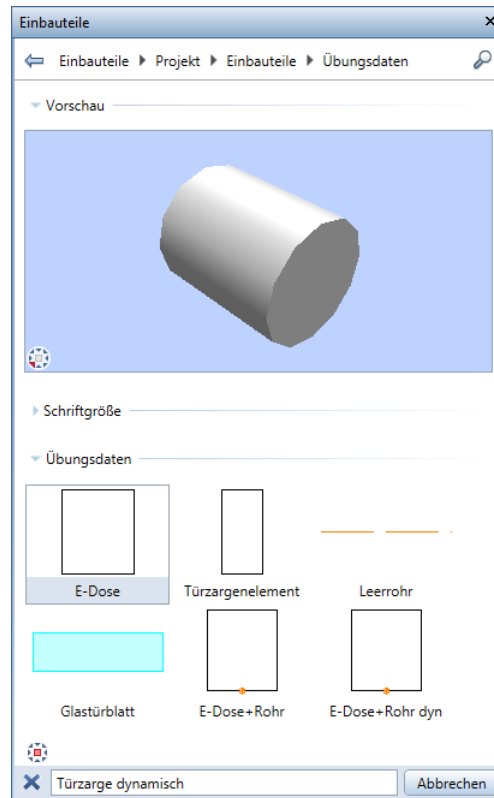 Einbauteile
Einbauteile Projekt Einbauteile Übungsdaten
Vorschau
Schriftgröße
Übungsdaten
E-Dose Türzargenelement Leerrohr
Glastürblatt E-Dose+Rohr E-Dose+Rohr dyn
Türzarge dynamisch Abbrechen